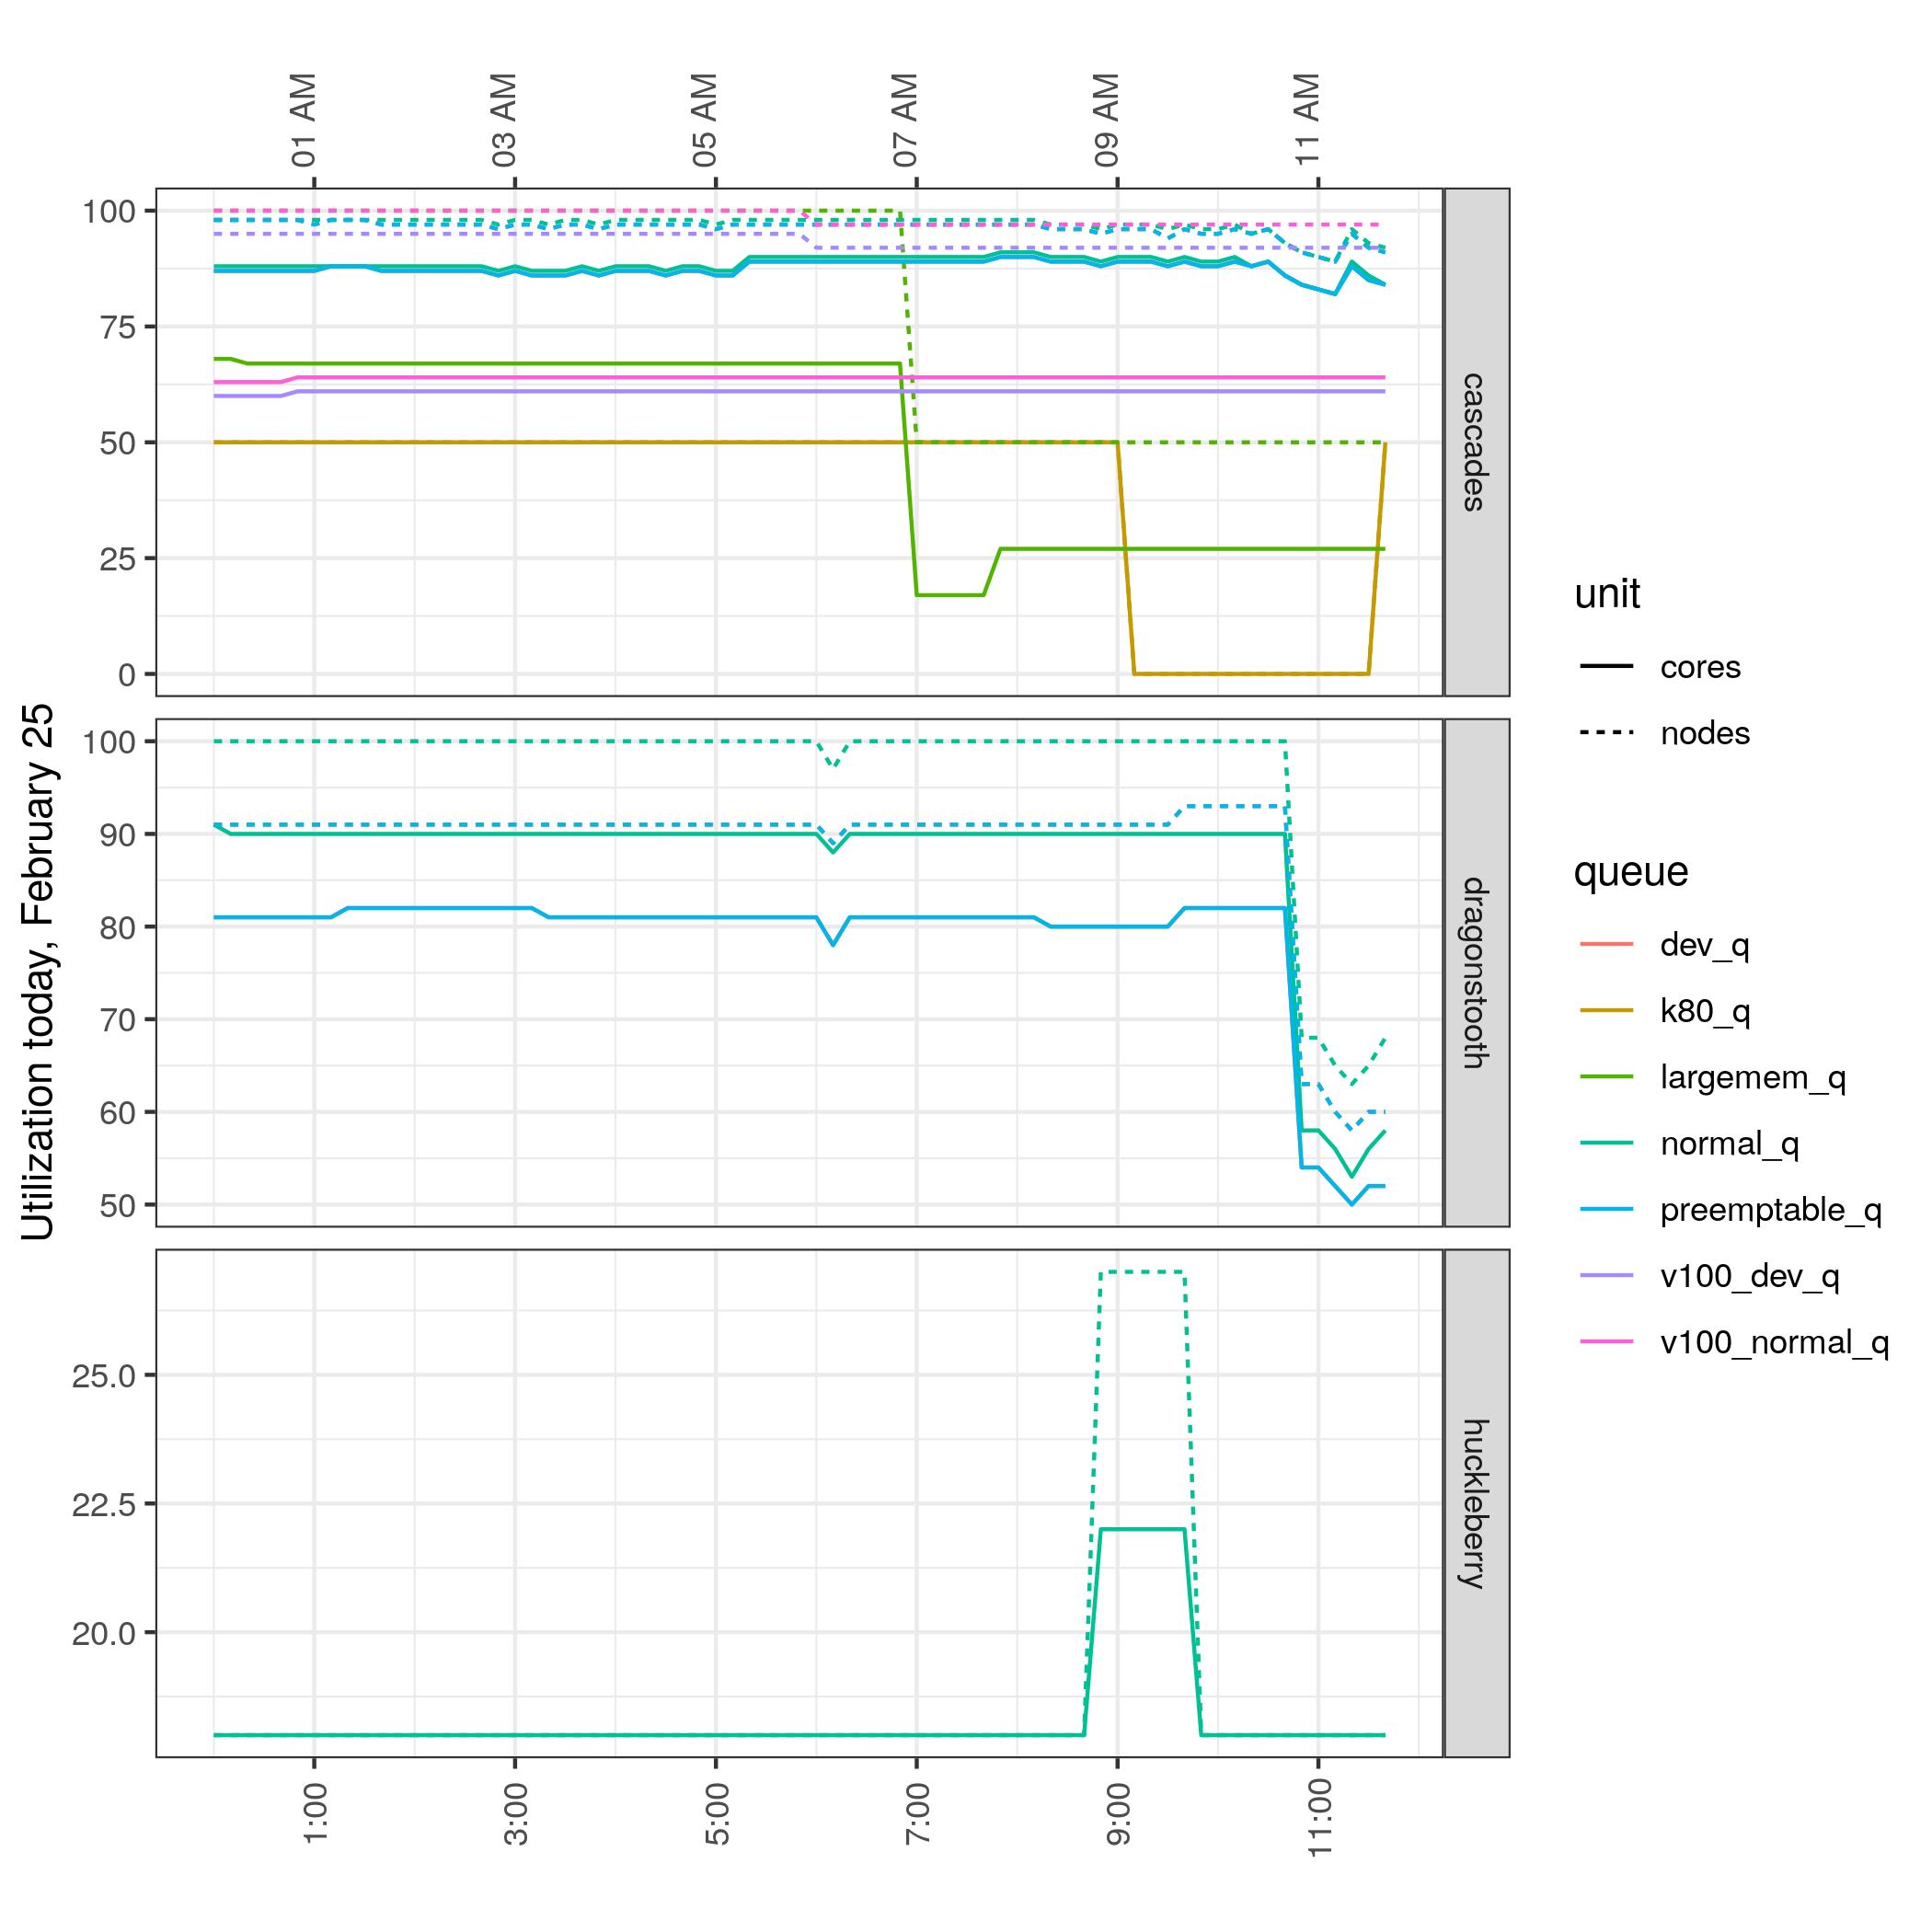 01 AM
03 AM
05 AM
07 AM
09 AM
11 AM
Utilization today, February 25
100
75
50
25
0
cascades
100
90
80
70
60
50
dragonstooth
25.0
22.5
20.0
huckleberry
1:00
3:00
5:00
7:00
9:00
11:00
unit
cores
nodes
queue
dev_q
k80_q
largemem_q
normal_q
preemptable_q
v100_dev_q
v100_normal_q